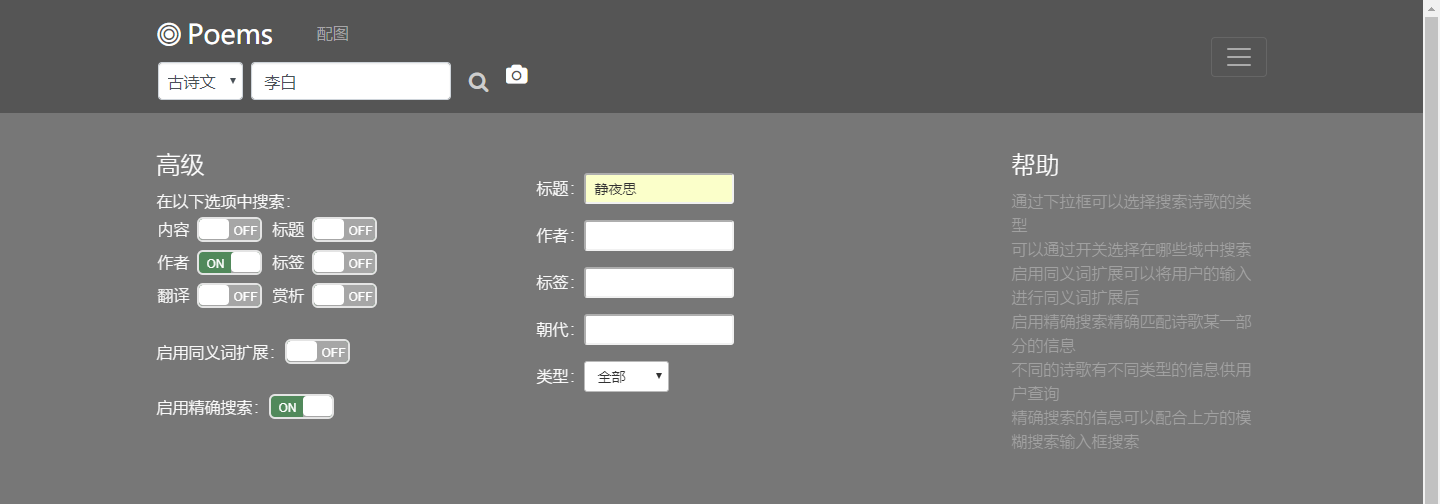 Poems 配图
古诗文 李白
高级
在以下选项中搜索：
内容 OFF 标题 OFF
作者 ON 标签 OFF
翻译 OFF 赏析 OFF
启用同义词扩展： OFF
启用精确搜索： ON
标题： 静夜思
作者：
标签：
朝代：
类型： 全部
帮助
通过下拉框可以选择搜索诗歌的类
型
可以通过开关选择在哪些域中搜索
启用同义词扩展可以将用户的输入
进行同义词扩展后
启用精确搜索精确匹配诗歌某一部
分的信息
不同的诗歌有不同类型的信息供用
户查询
精确搜索的信息可以配合上方的模
糊搜索输入框搜索